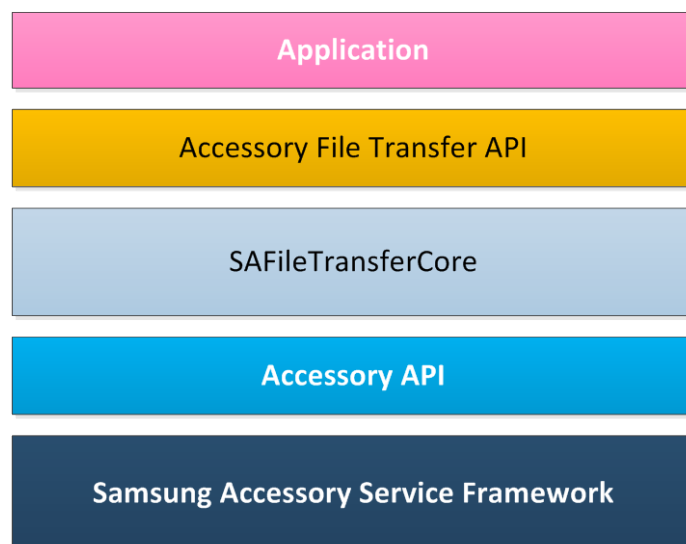 Application
Accessory File Transfer API
SAFileTransferCore
Accessory API
Samsung Accessory Service Framework